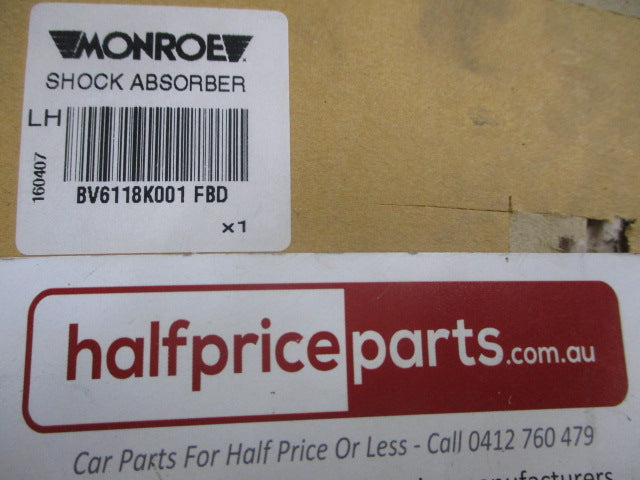 MONROE
SHOCK ABSORBER
LH
160407
BV6118K001 FBD
x1
halfpriceparts.com.au
Car Parts For Half Price Or Less - Call 0412 760 479
manufacturers